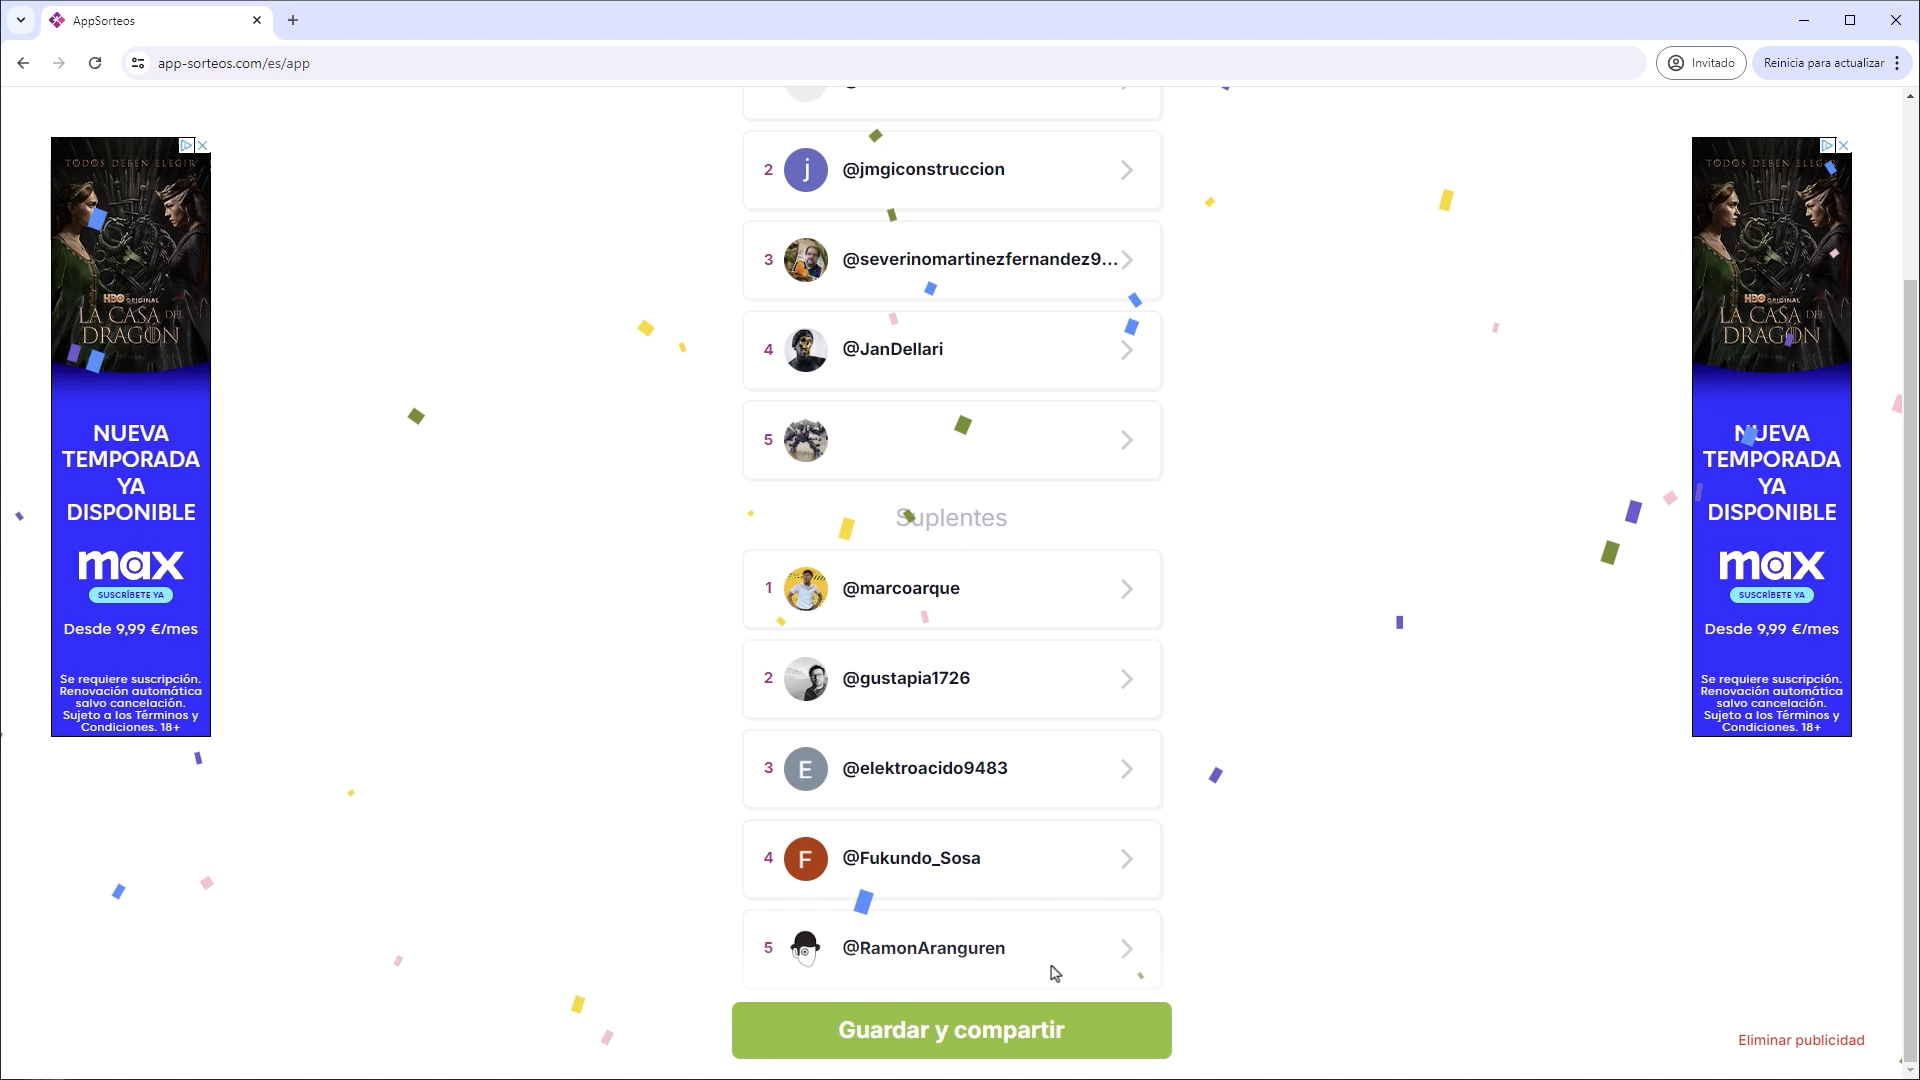 AppSorteos
app-sorteos.com/es/app
Invitado
Reinicia para actualizar
2 j @jmgiconstruccion
3 @severinomartinezfernandez9...
4 @JanDellari
5
Suplentes
1 @marcoarque
2 @gustapia1726
3 E @elektroacido9483
4 F @Fukundo_Sosa
5 @RamonAranguren
Guardar y compartir
TODOS DEBEN ELEGIR
HBO ORIGINAL
LA CASA DEL
DRAGÓN
NUEVA
TEMPORADA
YA
DISPONIBLE
max
SUSCRÍBETE YA
Desde 9,99 €/mes
Se requiere suscripción.
Renovación automática
salvo cancelación.
Sujeto a los Términos y
Condiciones. 18+
TODOS DEBEN ELEGIR
HBO ORIGINAL
LA CASA DEL
DRAGÓN
NUEVA
TEMPORADA
YA
DISPONIBLE
max
SUSCRÍBETE YA
Desde 9,99 €/mes
Se requiere suscripción.
Renovación automática
salvo cancelación.
Sujeto a los Términos y
Condiciones. 18+
Eliminar publicidad